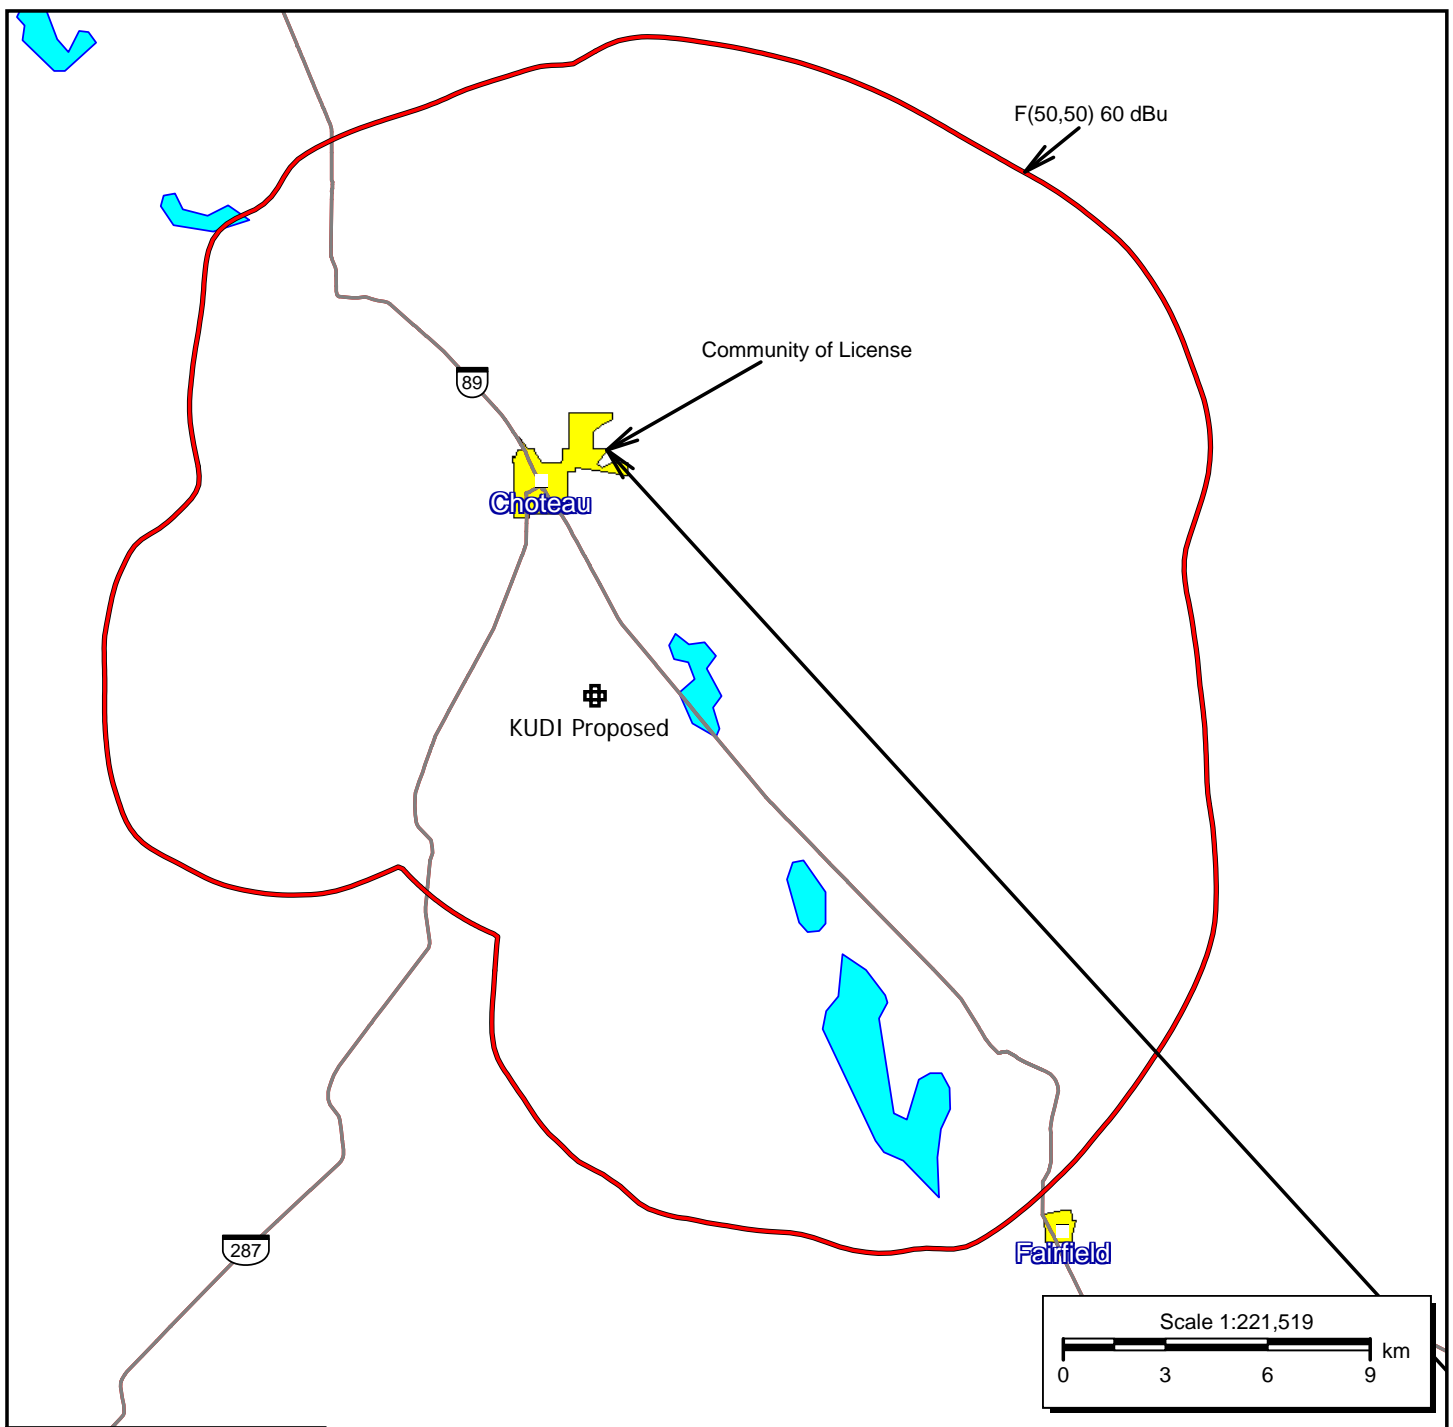 F(50,50) 60 dBu
Community of License
89
Choteau
KUDI Proposed
287
Fairfield
Scale 1:221,519
km
0 3 6 9